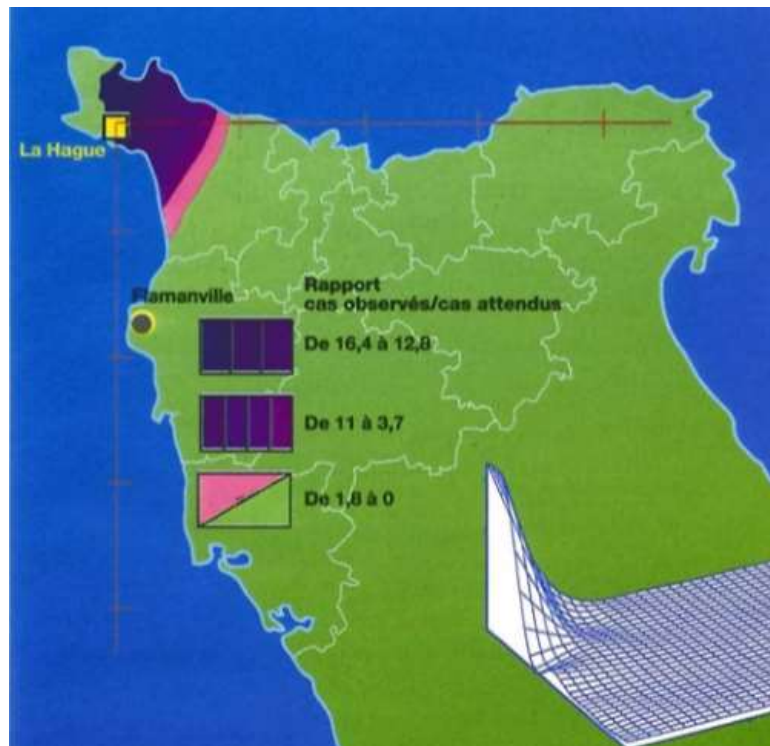 La Hague
Flamanville
Rapport
cas observés/cas attendus
De 16,4 à 12,8
De 11 à 3,7
De 1,8 à 0